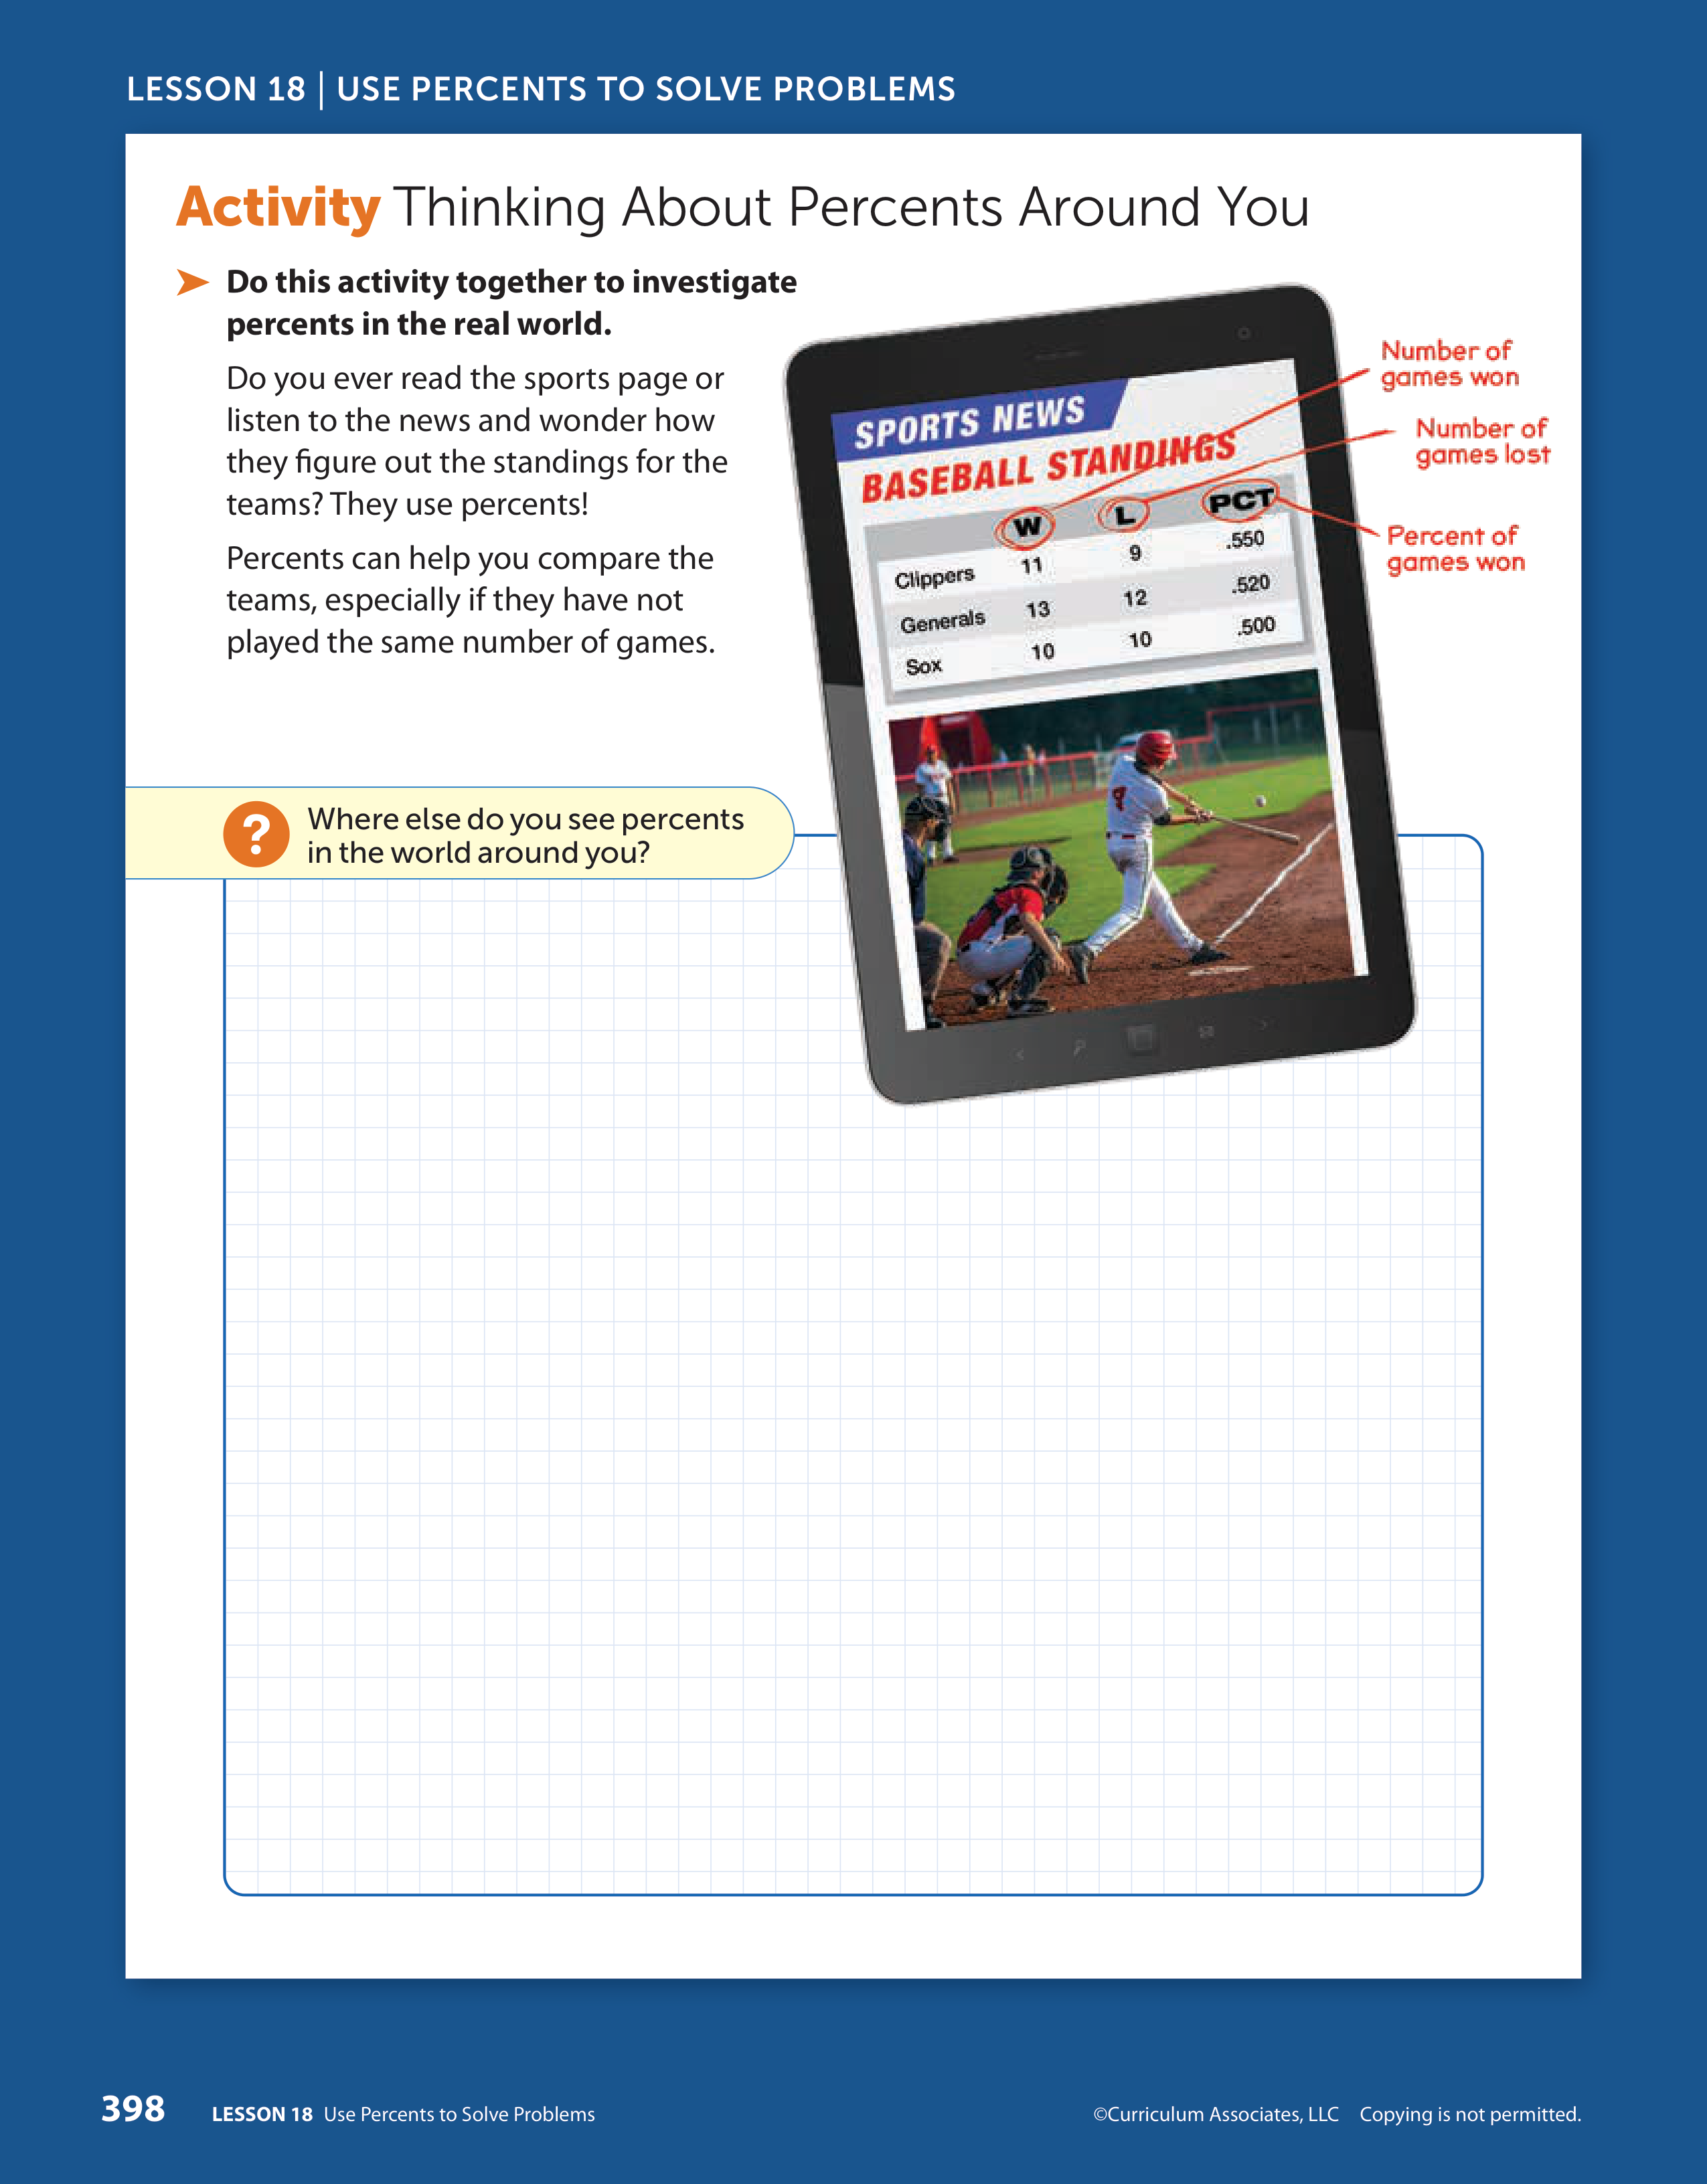 LESSON 18 | USE PERCENTS TO SOLVE PROBLEMS
Activity Thinking About Percents Around You
➤ Do this activity together to investigate
percents in the real world.
Do you ever read the sports page or
listen to the news and wonder how
they figure out the standings for the
teams? They use percents!
Percents can help you compare the
teams, especially if they have not
played the same number of games.
SPORTS NEWS
BASEBALL STANDINGS
W L PCT
Clippers 11 9 .550
Generals 13 12 .520
Sox 10 10 .500
Number of
games won
Number of
games lost
Percent of
games won
9
? Where else do you see percents
in the world around you?
398 LESSON 18 Use Percents to Solve Problems
©Curriculum Associates, LLC Copying is not permitted.